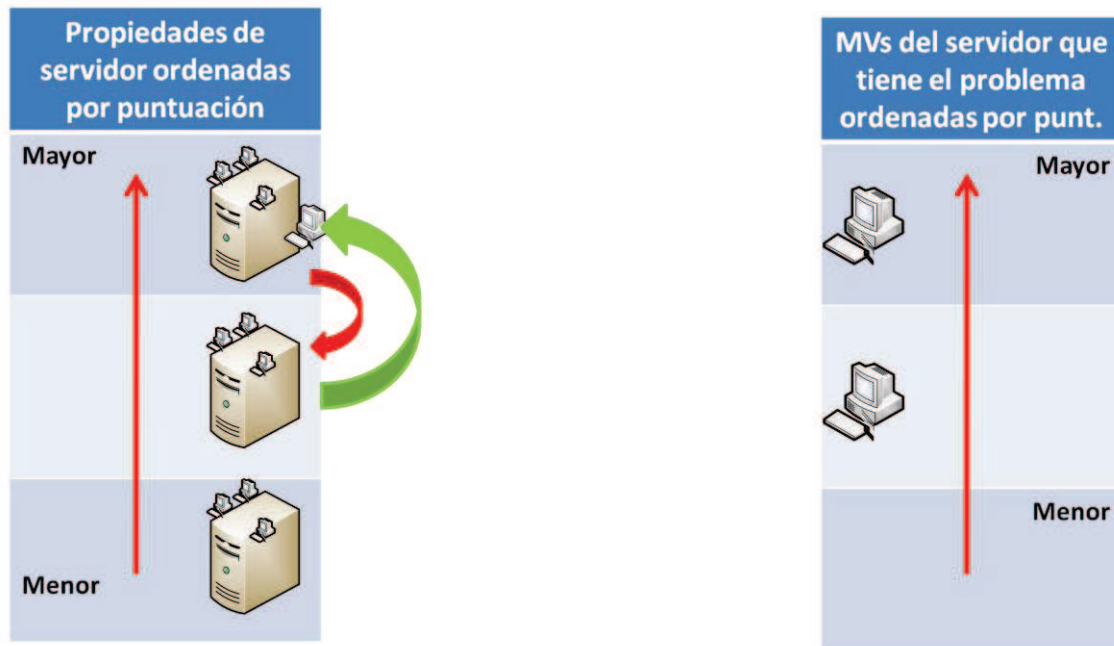 Propiedades de
servidor ordenadas
por puntuación
Mayor
Menor
MVs del servidor que
tiene el problema
ordenadas por punt.
Mayor
Menor